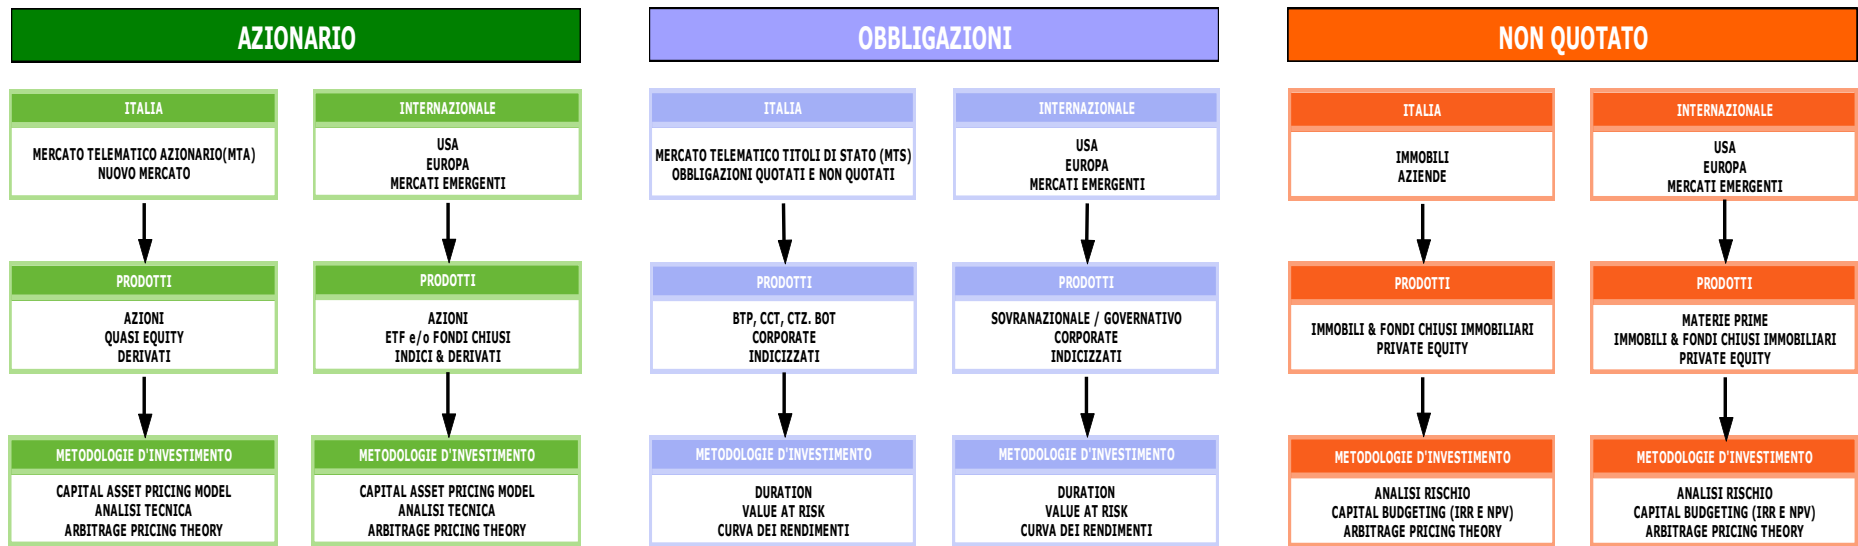 AZIONARIO
ITALIA
MERCATO TELEMATICO AZIONARIO(MTA)
NUOVO MERCATO
PRODOTTI
AZIONI
QUASI EQUITY
DERIVATI
METODOLOGIE D'INVESTIMENTO
CAPITAL ASSET PRICING MODEL
ANALISI TECNICA
ARBITRAGE PRICING THEORY
INTERNAZIONALE
USA
EUROPA
MERCATI EMERGENTI
PRODOTTI
AZIONI
ETF e/o FONDI CHIUSI
INDICI & DERIVATI
METODOLOGIE D'INVESTIMENTO
CAPITAL ASSET PRICING MODEL
ANALISI TECNICA
ARBITRAGE PRICING THEORY
OBBLIGAZIONI
ITALIA
MERCATO TELEMATICO TITOLI DI STATO (MTS)
OBBLIGAZIONI QUOTATI E NON QUOTATI
PRODOTTI
BTP, CCT, CTZ. BOT
CORPORATE
INDICIZZATI
METODOLOGIE D'INVESTIMENTO
DURATION
VALUE AT RISK
CURVA DEI RENDIMENTI
INTERNAZIONALE
USA
EUROPA
MERCATI EMERGENTI
PRODOTTI
SOVRANAZIONALE / GOVERNATIVO
CORPORATE
INDICIZZATI
METODOLOGIE D'INVESTIMENTO
DURATION
VALUE AT RISK
CURVA DEI RENDIMENTI
NON QUOTATO
ITALIA
IMMOBILI
AZIENDE
PRODOTTI
IMMOBILI & FONDI CHIUSI IMMOBILIARI
PRIVATE EQUITY
METODOLOGIE D'INVESTIMENTO
ANALISI RISCHIO
CAPITAL BUDGETING (IRR E NPV)
ARBITRAGE PRICING THEORY
INTERNAZIONALE
USA
EUROPA
MERCATI EMERGENTI
PRODOTTI
MATERIE PRIME
IMMOBILI & FONDI CHIUSI IMMOBILIARI
PRIVATE EQUITY
METODOLOGIE D'INVESTIMENTO
ANALISI RISCHIO
CAPITAL BUDGETING (IRR E NPV)
ARBITRAGE PRICING THEORY